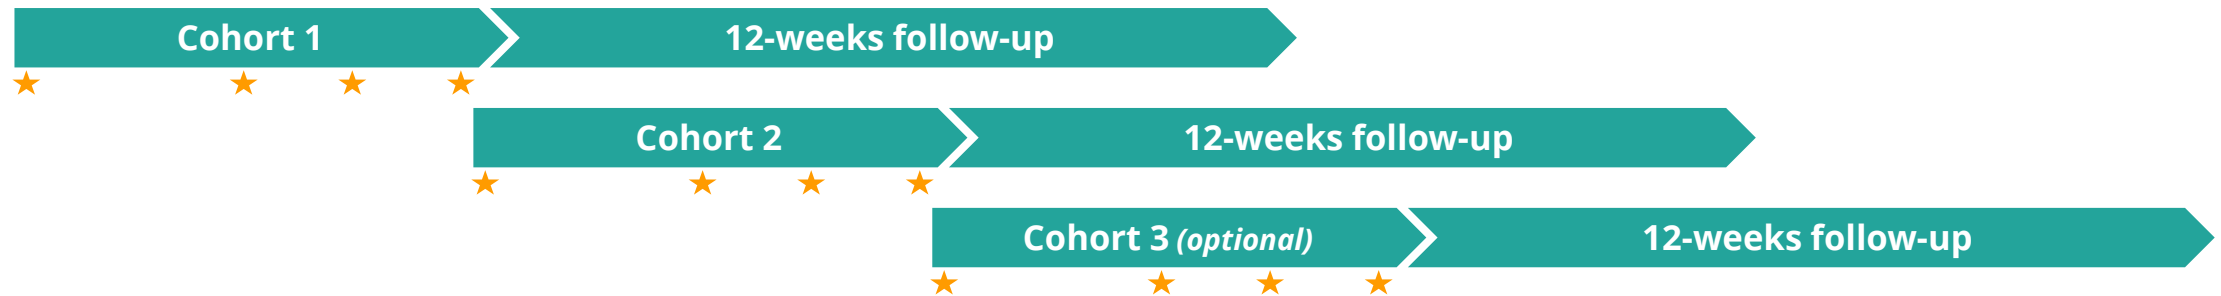 Cohort 1 12-weeks follow-up
Cohort 2 12-weeks follow-up
Cohort 3 (optional) 12-weeks follow-up